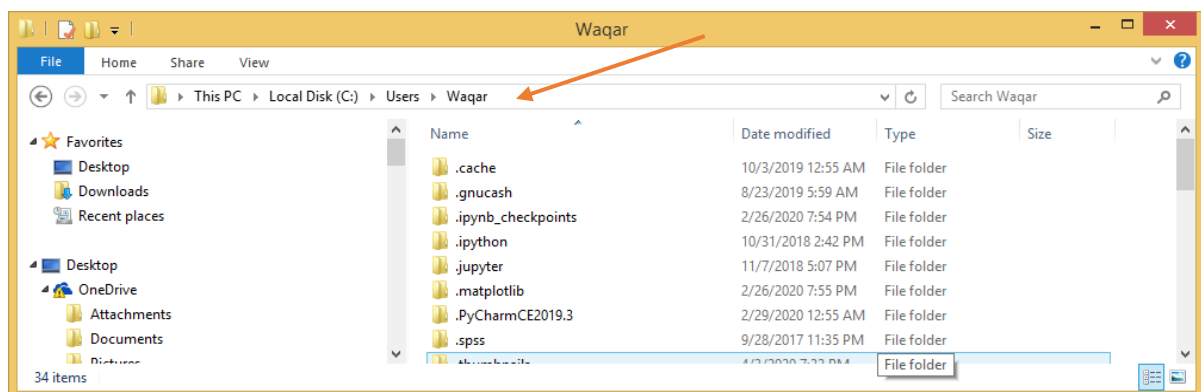 Waqar
File Home Share View
This PC Local Disk (C:) Users Waqar Search Waqar
Name Date modified Type Size
Favorites
Desktop
Downloads
Recent places
Desktop
OneDrive
Attachments
Documents
Pictures
.cache 10/3/2019 12:55 AM File folder
.gnucash 8/23/2019 5:59 AM File folder
.ipynb_checkpoints 2/26/2020 7:54 PM File folder
.ipython 10/31/2018 2:42 PM File folder
.jupyter 11/7/2018 5:07 PM File folder
.matplotlib 2/26/2020 7:55 PM File folder
.PyCharmCE2019.3 2/29/2020 12:55 AM File folder
.spss 9/28/2017 11:35 PM File folder
.thumbnails File folder
34 items